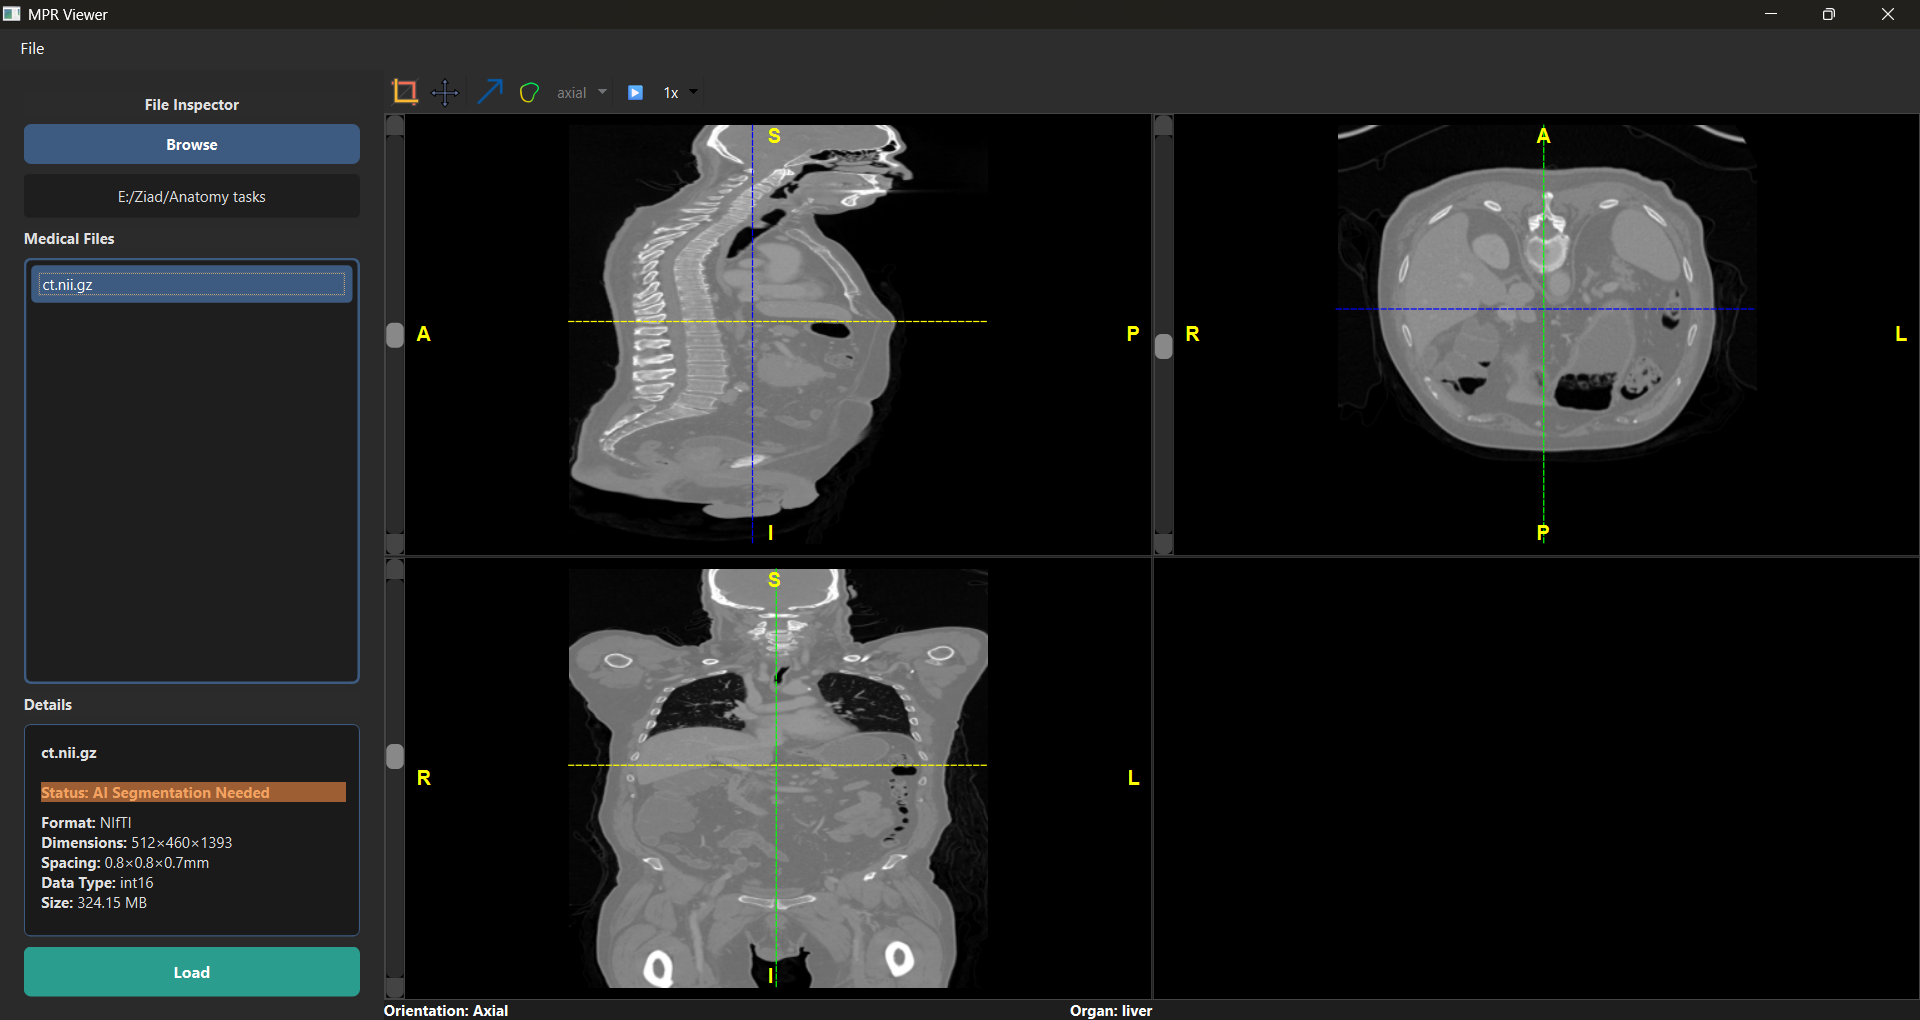 MPR Viewer
File
File Inspector
Browse
E:/Ziad/Anatomy tasks
Medical Files
ct.nii.gz
Details
ct.nii.gz
Status: AI Segmentation Needed
Format: NIfTI
Dimensions: 512×460×1393
Spacing: 0.8×0.8×0.7mm
Data Type: int16
Size: 324.15 MB
Load
axial
1x
S
A
P
I
A
R
L
P
S
R
L
I
Orientation: Axial
Organ: liver